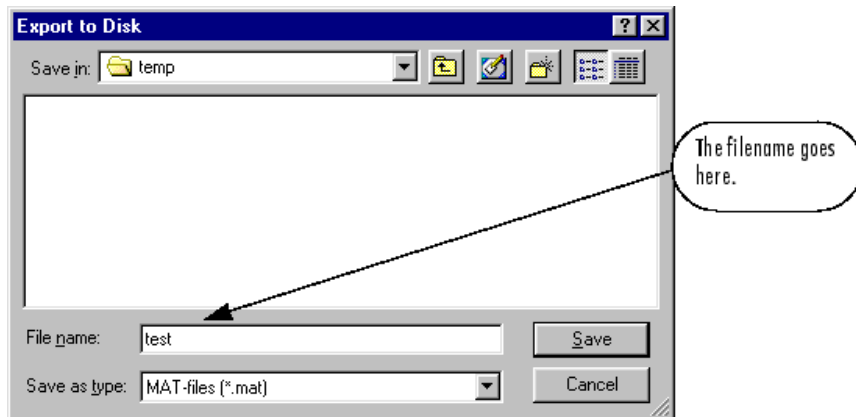 Export to Disk
Save in: temp
The filename goes
here.
File name: test Save
Save as type: MAT-files (*.mat) Cancel